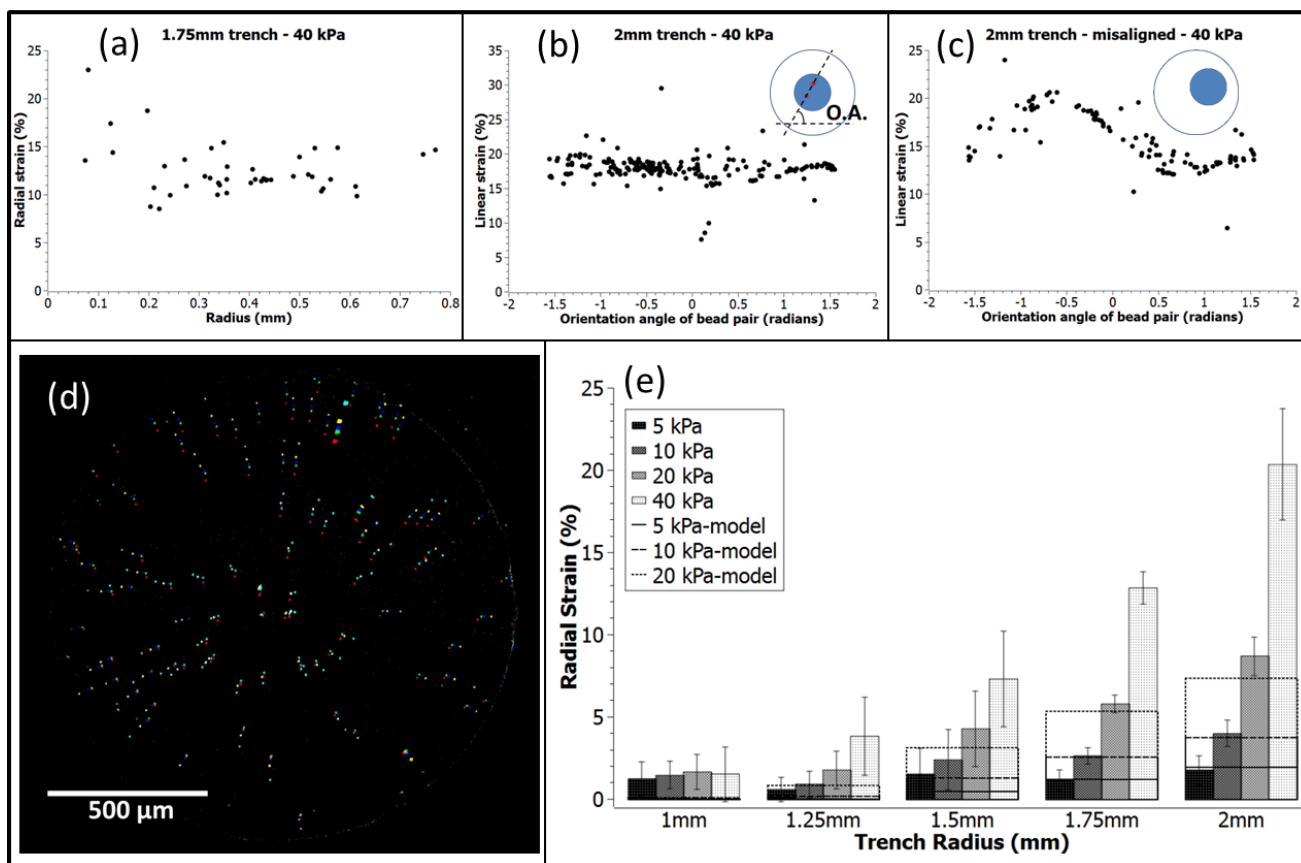 (a)
1.75mm trench - 40 kPa
Radial strain (%)
25
20
15
10
5
0
0 0.1 0.2 0.3 0.4 0.5 0.6 0.7 0.8
Radius (mm)
(b)
2mm trench - 40 kPa
O.A.
Linear strain (%)
35
30
25
20
15
10
5
0
-2 -1.5 -1 -0.5 0 0.5 1 1.5 2
Orientation angle of bead pair (radians)
(c)
2mm trench - misaligned - 40 kPa
Linear strain (%)
25
20
15
10
5
0
-2 -1.5 -1 -0.5 0 0.5 1 1.5 2
Orientation angle of bead pair (radians)
(d)
500 μm
(e)
Radial Strain (%)
25
20
15
10
5
0
5 kPa
10 kPa
20 kPa
40 kPa
5 kPa-model
10 kPa-model
20 kPa-model
1mm 1.25mm 1.5mm 1.75mm 2mm
Trench Radius (mm)